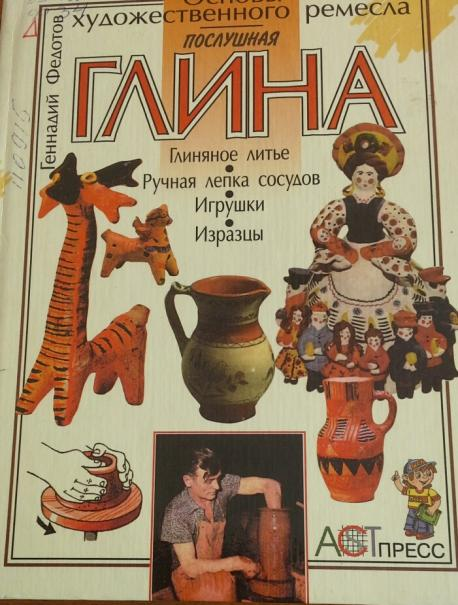 Основы
художественного ремесла
Геннадий Федотов
ПОСЛУШНАЯ
ГЛИНА
Глиняное литье
Ручная лепка сосудов
Игрушки
Изразцы
АСТ ПРЕСС